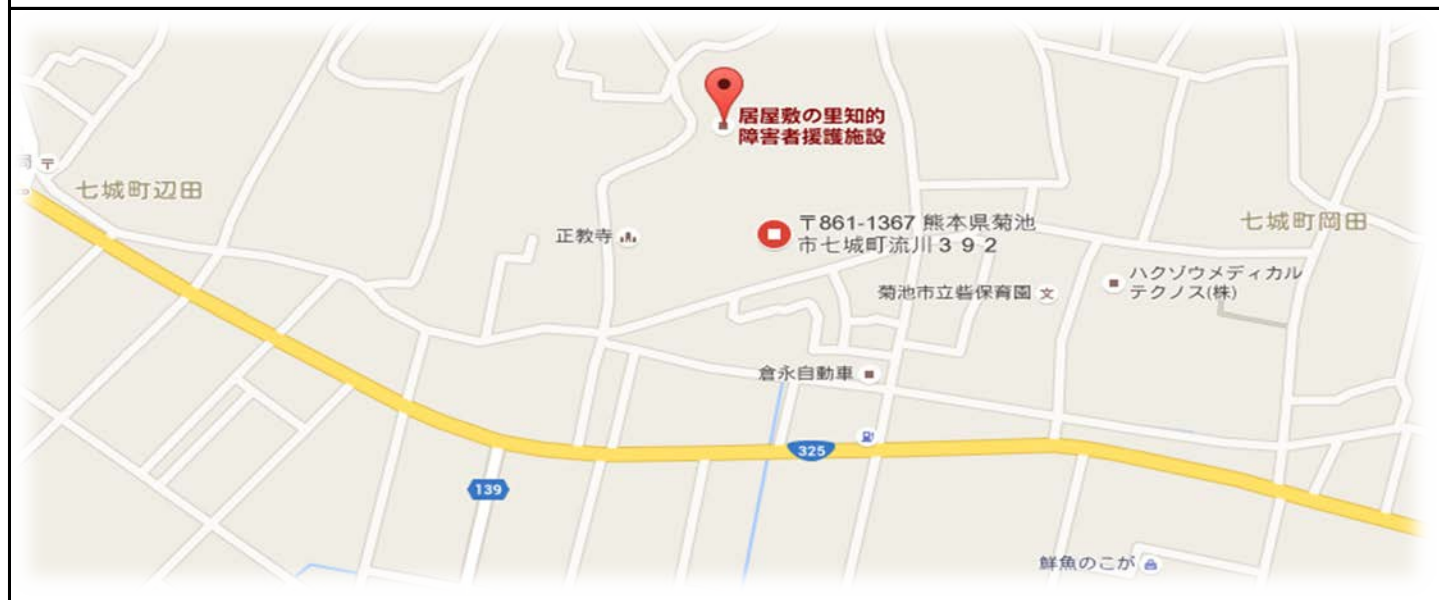 居屋敷の里知的
障害者援護施設
〒
七城町辺田
正教寺
〒861-1367 熊本県菊池
市七城町流川３９２
七城町岡田
菊池市立砦保育園
文
ハクゾウメディカル
テクノス(株)
倉永自動車
325
139
鮮魚のこが